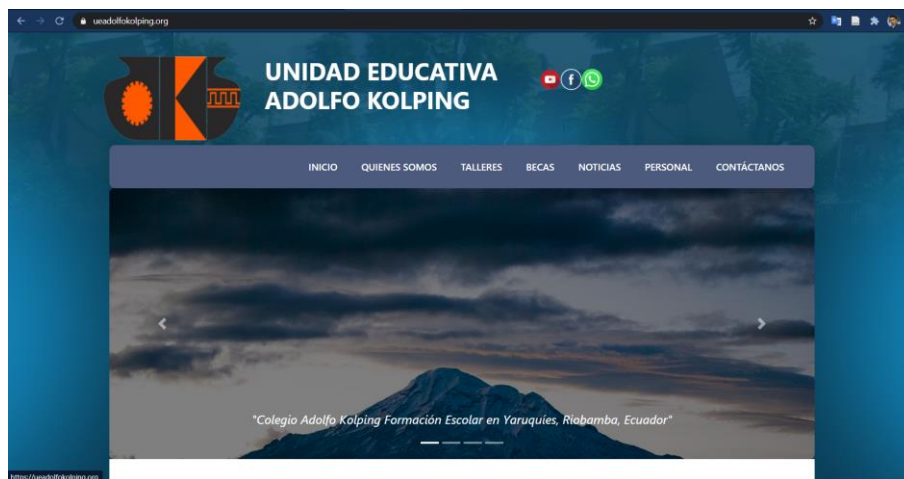 ueadolfokolping.org
UNIDAD EDUCATIVA
ADOLFO KOLPING
INICIO QUIENES SOMOS TALLERES BECAS NOTICIAS PERSONAL CONTÁCTANOS
"Colegio Adolfo Kolping Formación Escolar en Yaruquíes, Riobamba, Ecuador"
https://ueadolfokolping.org